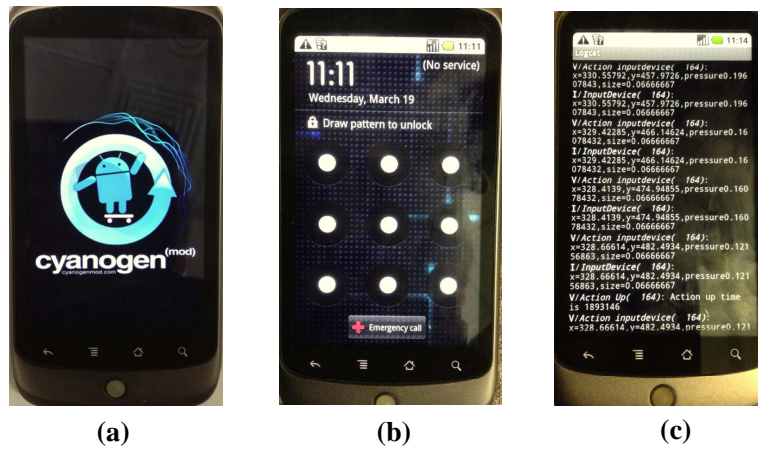 cyanogen(mod)
cyanogenmod.com
11:11
11:11
(No service)
Wednesday, March 19
Draw pattern to unlock
Emergency call
11:14
Logcat
V/Action inputdevice( 164):
x=330.55792,y=457.9726,pressure0.196
07843,size=0.06666667
I/InputDevice( 164):
x=330.55792,y=457.9726,pressure0.196
07843,size=0.06666667
V/Action inputdevice( 164):
x=329.42285,y=466.14624,pressure0.16
078432,size=0.06666667
I/InputDevice( 164):
x=329.42285,y=466.14624,pressure0.16
078432,size=0.06666667
V/Action inputdevice( 164):
x=328.4139,y=474.94855,pressure0.160
78432,size=0.06666667
I/InputDevice( 164):
x=328.4139,y=474.94855,pressure0.160
78432,size=0.06666667
V/Action inputdevice( 164):
x=328.66614,y=482.4934,pressure0.121
56863,size=0.06666667
I/InputDevice( 164):
x=328.66614,y=482.4934,pressure0.121
56863,size=0.06666667
V/Action Up( 164): Action up time
is 1893146
V/Action inputdevice( 164):
x=328.66614,y=482.4934,pressure0.121
(a)
(b)
(c)